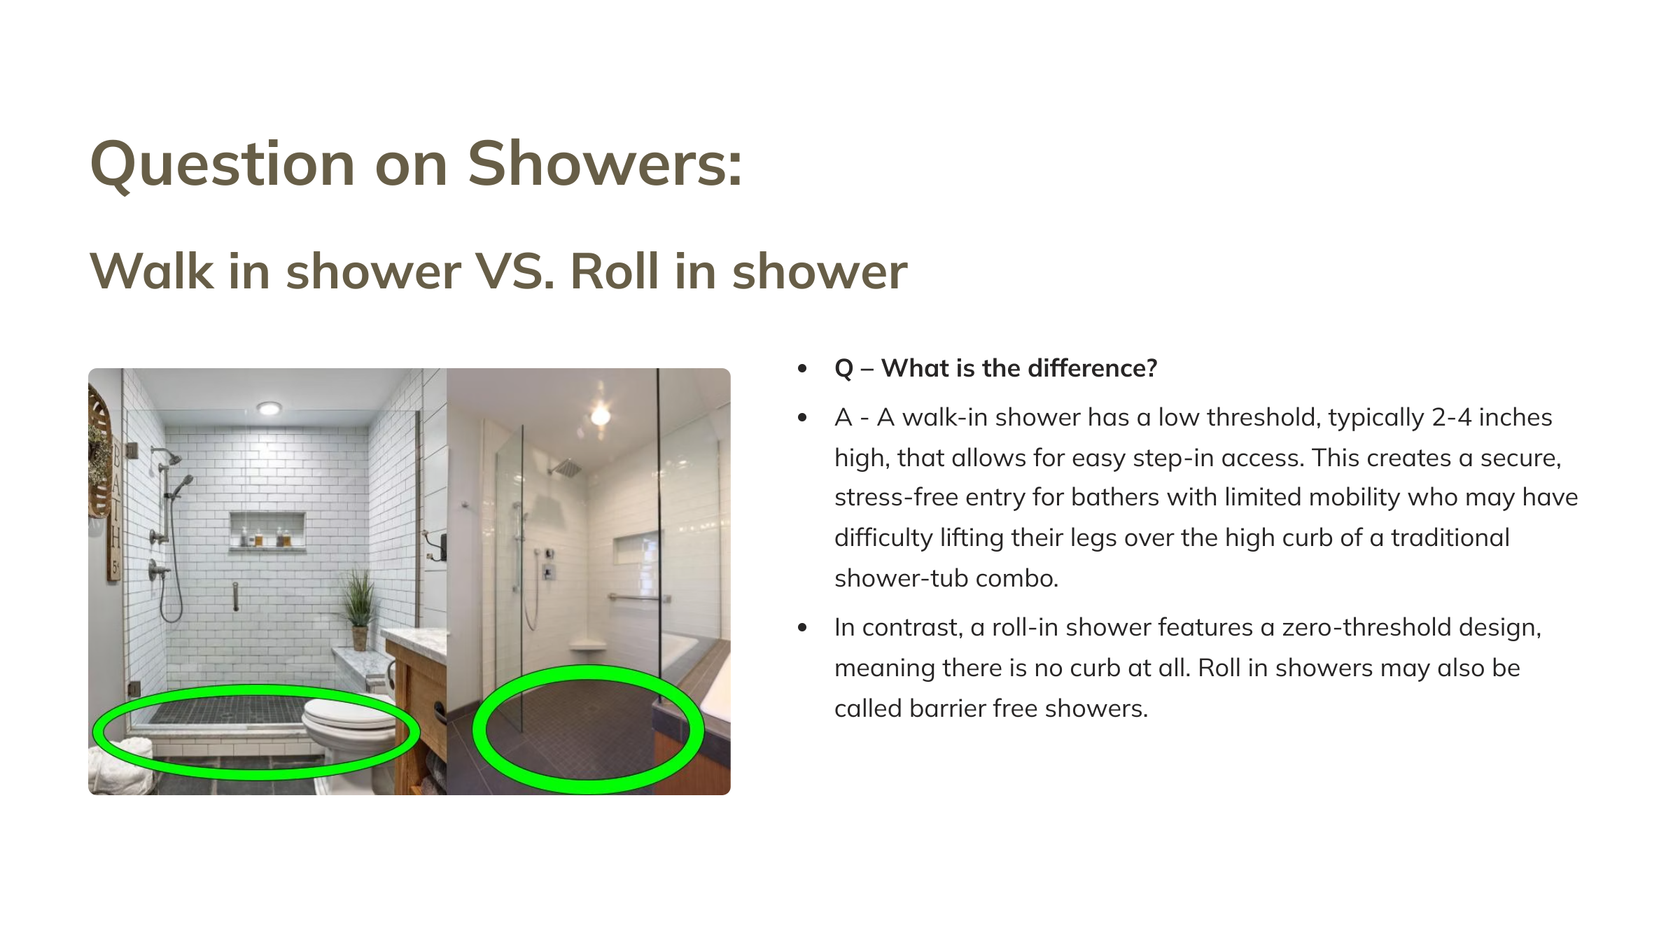 Question on Showers:
Walk in shower VS. Roll in shower
BATH
5¢
• Q – What is the difference?
• A - A walk-in shower has a low threshold, typically 2-4 inches
high, that allows for easy step-in access. This creates a secure,
stress-free entry for bathers with limited mobility who may have
difficulty lifting their legs over the high curb of a traditional
shower-tub combo.
• In contrast, a roll-in shower features a zero-threshold design,
meaning there is no curb at all. Roll in showers may also be
called barrier free showers.